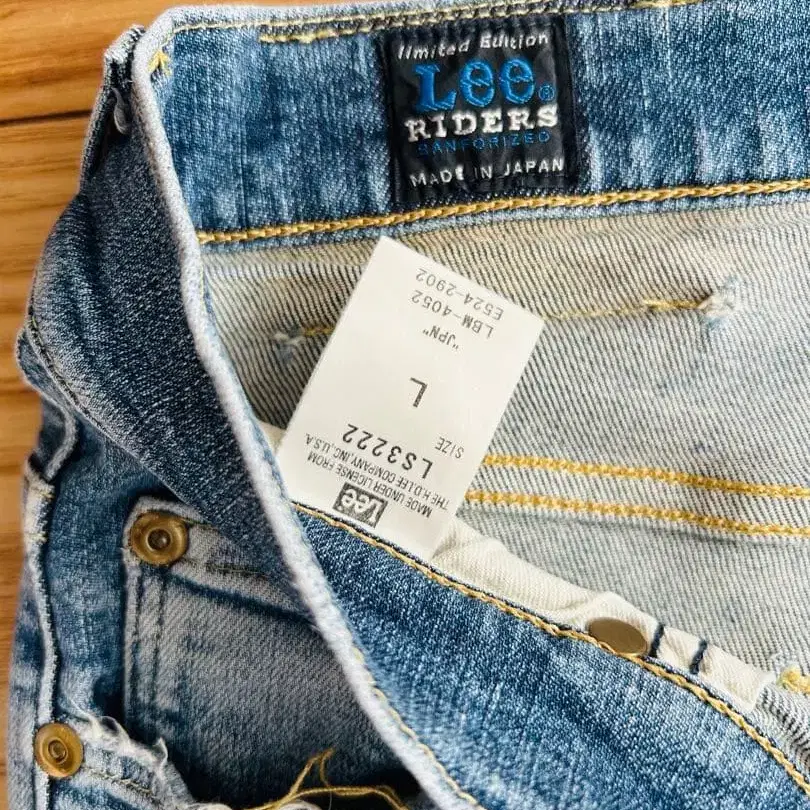 Limited Edition
Lee®
RIDERS
SANFORIZED
MADE IN JAPAN
Lee
MADE UNDER LICENSE FROM
THE H.D.LEE COMPANY,INC.,U.S.A.
LS3222
SIZE
L
"JPN"
LBM-4052
E524-2902